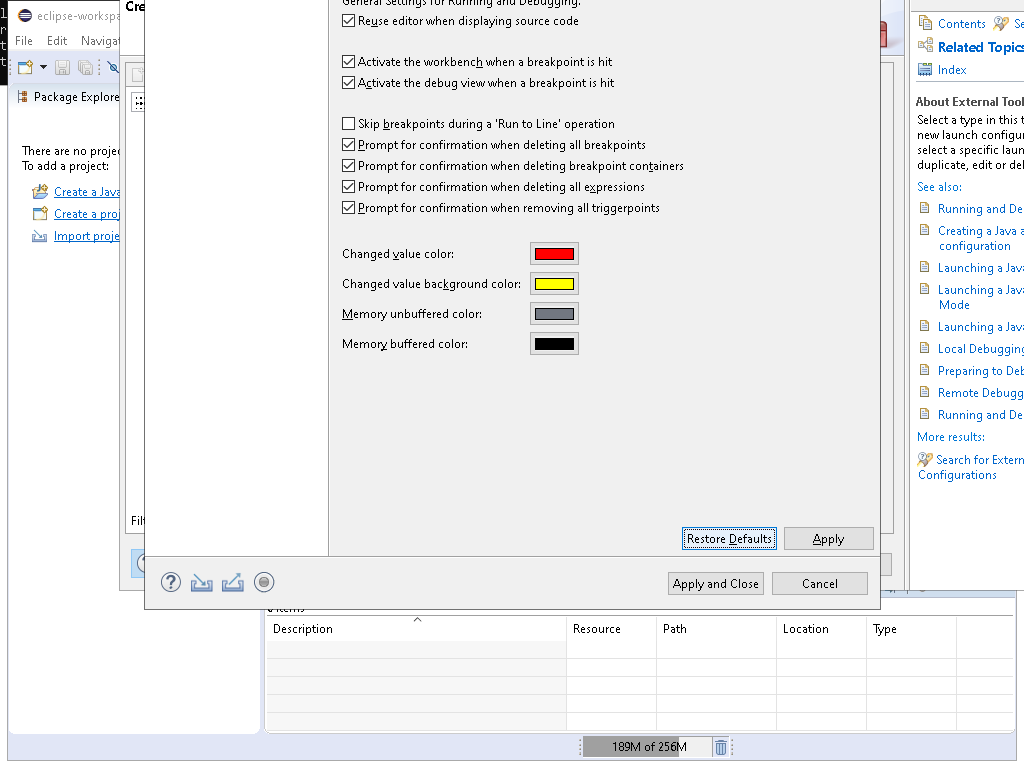 Cre
eclipse-workspa
File Edit Navigat
Package Explore
There are no projec
To add a project:
Create a Java
Create a proj
Import proje
Filt
General Settings for Running and Debugging.
Reuse editor when displaying source code
Activate the workbench when a breakpoint is hit
Activate the debug view when a breakpoint is hit
Skip breakpoints during a 'Run to Line' operation
Prompt for confirmation when deleting all breakpoints
Prompt for confirmation when deleting breakpoint containers
Prompt for confirmation when deleting all expressions
Prompt for confirmation when removing all triggerpoints
Changed value color:
Changed value background color:
Memory unbuffered color:
Memory buffered color:
Restore Defaults Apply
Apply and Close Cancel
Contents Se
Related Topics
Index
About External Tool
Select a type in this t
new launch configur
select a specific laun
duplicate, edit or del
See also:
Running and De
Creating a Java a
configuration
Launching a Jav
Launching a Java
Mode
Launching a Java
Local Debugging
Preparing to Deb
Remote Debugg
Running and De
More results:
Search for Extern
Configurations
Description Resource Path Location Type
189M of 256M